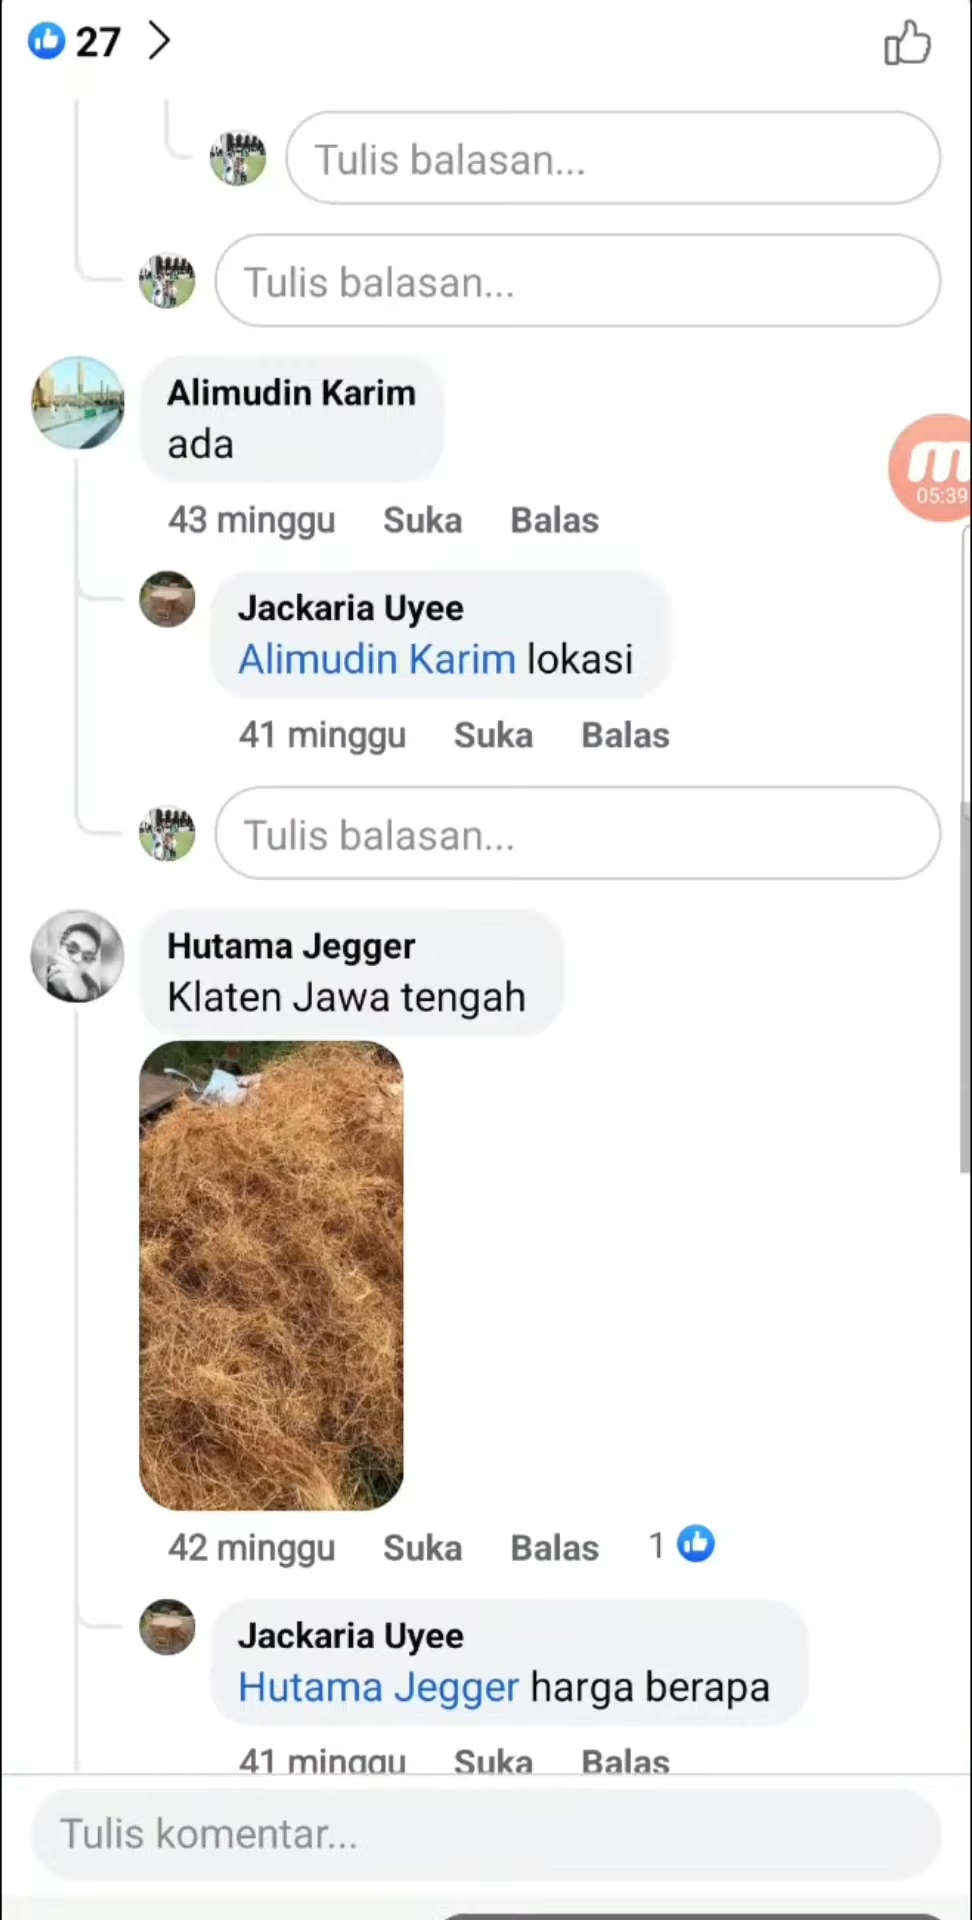 27
Tulis balasan...
Tulis balasan...
Alimudin Karim
ada
43 minggu Suka Balas
05:39
Jackaria Uyee
Alimudin Karim lokasi
41 minggu Suka Balas
Tulis balasan...
Hutama Jegger
Klaten Jawa tengah
42 minggu Suka Balas 1
Jackaria Uyee
Hutama Jegger harga berapa
41 minggu Suka Balas
Tulis komentar...